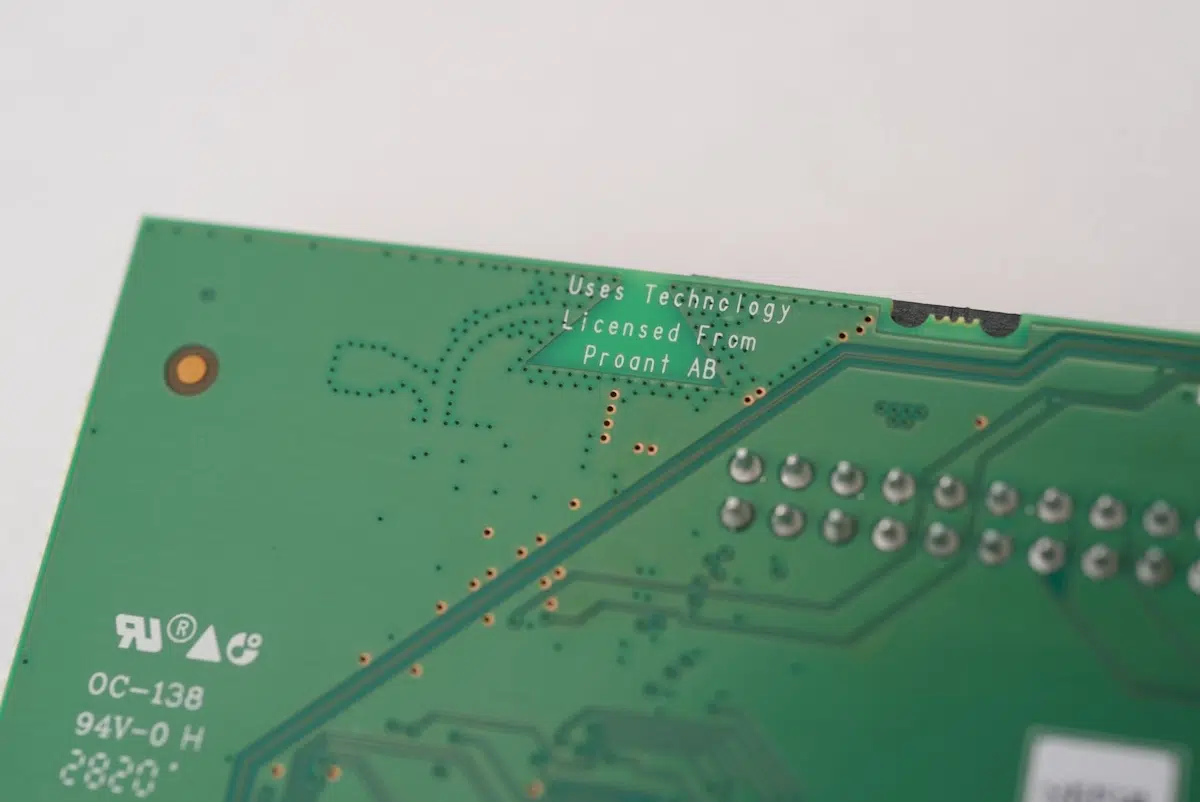 Uses Technology
Licensed From
Proant AB
®
OC-138
94V-0 H
2820